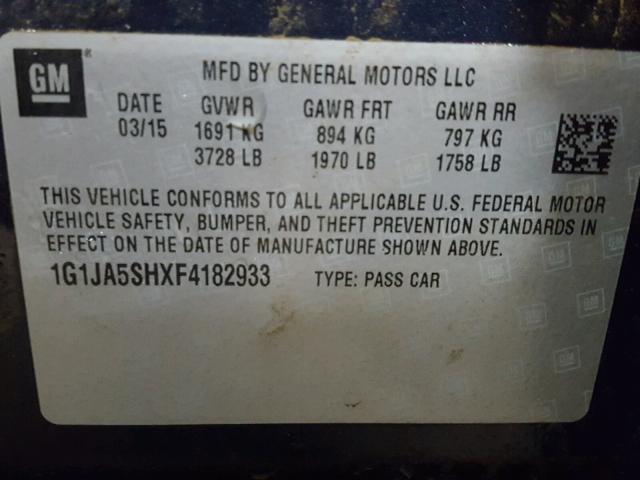 GM ® MFD BY GENERAL MOTORS LLC
DATE GVWR GAWR FRT GAWR RR
03/15 1691 KG 894 KG 797 KG
3728 LB 1970 LB 1758 LB
THIS VEHICLE CONFORMS TO ALL APPLICABLE U.S. FEDERAL MOTOR
VEHICLE SAFETY, BUMPER, AND THEFT PREVENTION STANDARDS IN
EFFECT ON THE DATE OF MANUFACTURE SHOWN ABOVE.
1G1JA5SHXF4182933 TYPE: PASS CAR